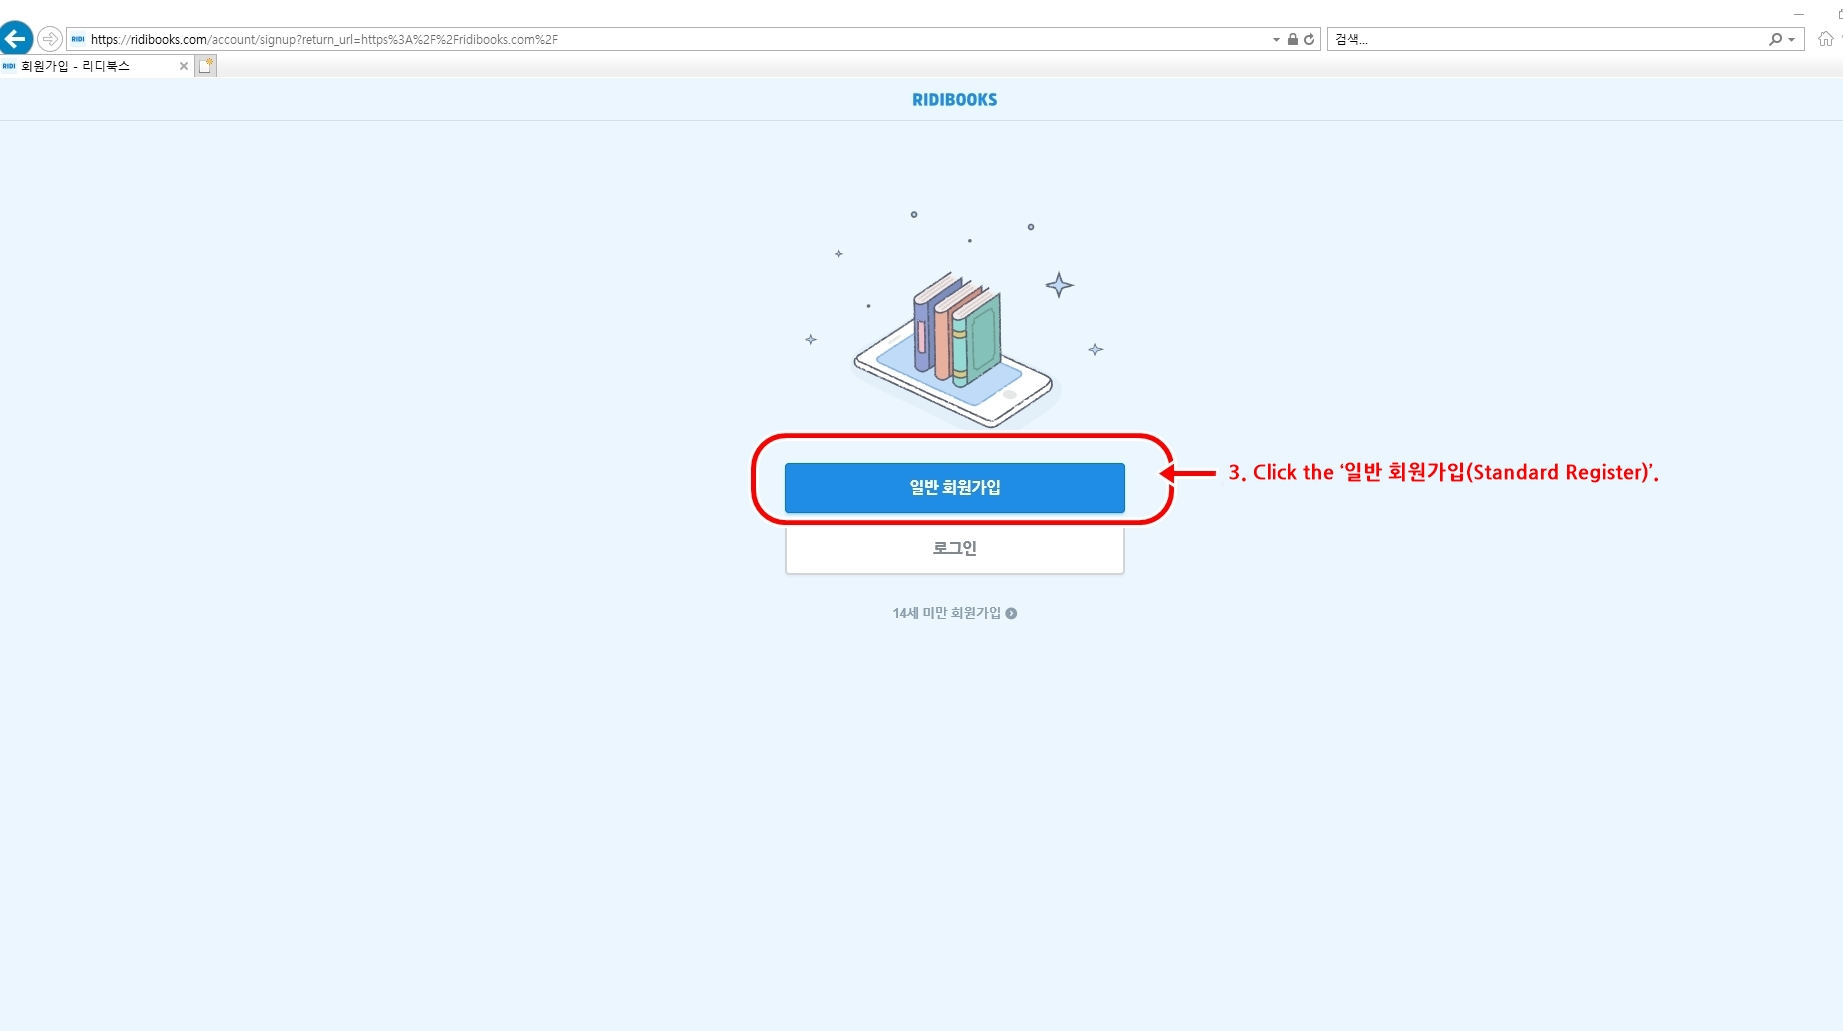 RIDI https://ridibooks.com/account/signup?return_url=https%3A%2F%2Fridibooks.com%2F
검색...
RIDI 회원가입 - 리디북스
RIDIBOOKS
일반 회원가입
3. Click the ‘일반 회원가입(Standard Register)’.
로그인
14세 미만 회원가입